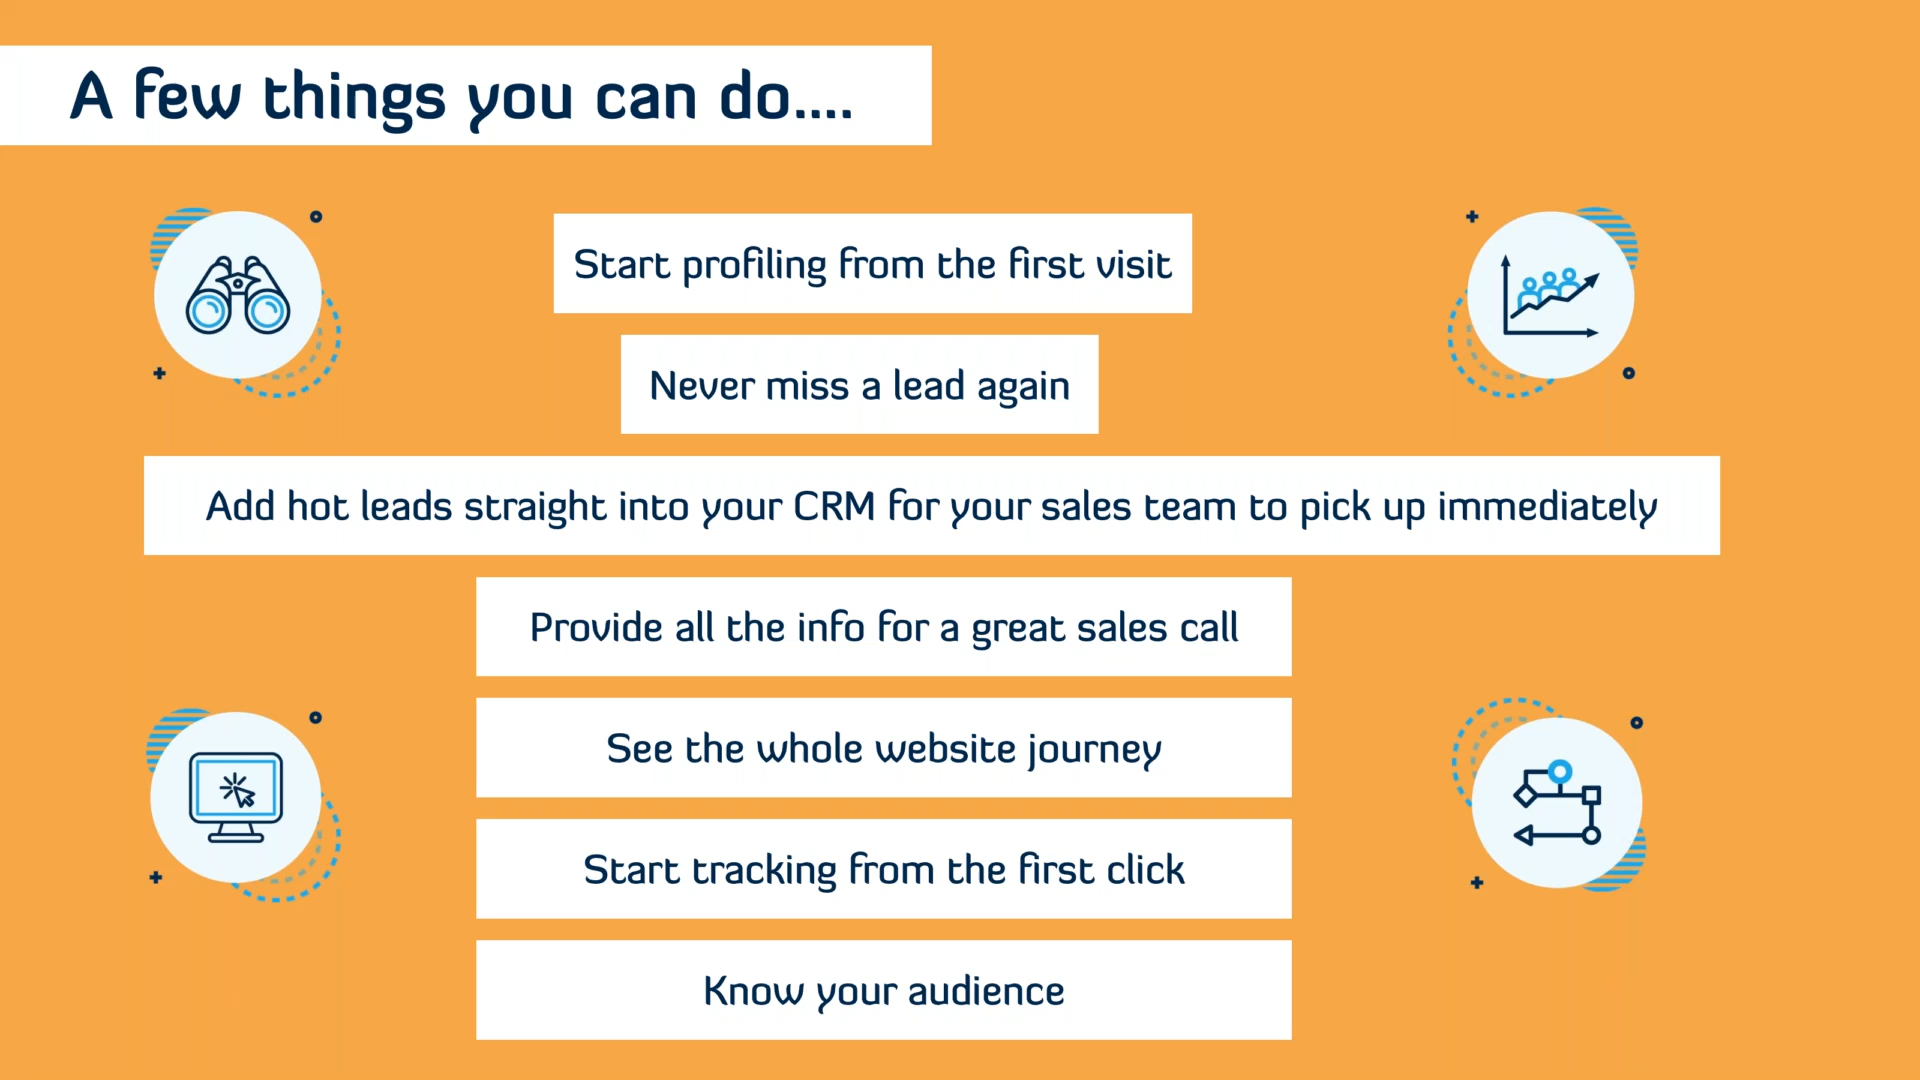 A few things you can do....
Start profiling from the first visit
Never miss a lead again
Add hot leads straight into your CRM for your sales team to pick up immediately
Provide all the info for a great sales call
See the whole website journey
Start tracking from the first click
Know your audience